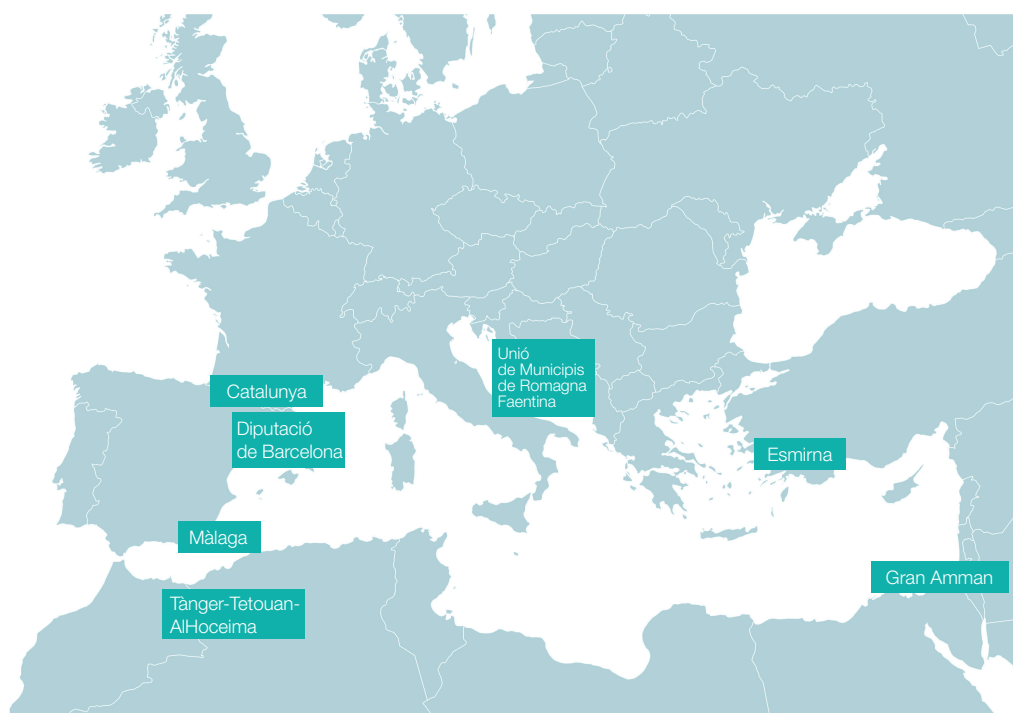 Unió
de Municipis
de Romagna
Faentina
Catalunya
Diputació
de Barcelona
Esmirna
Màlaga
Gran Amman
Tànger-Tetouan-
AlHoceima